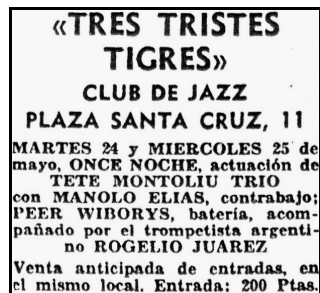 «TRES TRISTES
TIGRES»
CLUB DE JAZZ
PLAZA SANTA CRUZ, 11
MARTES 24 y MIERCOLES 25 de
mayo, ONCE NOCHE, actuación de
TETE MONTOLIU TRIO
con MANOLO ELIAS, contrabajo;
PEER WIBORYS, batería, acom-
pañado por el trompetista argenti-
no ROGELIO JUAREZ
Venta anticipada de entradas, en
el mismo local. Entrada: 200 Ptas.